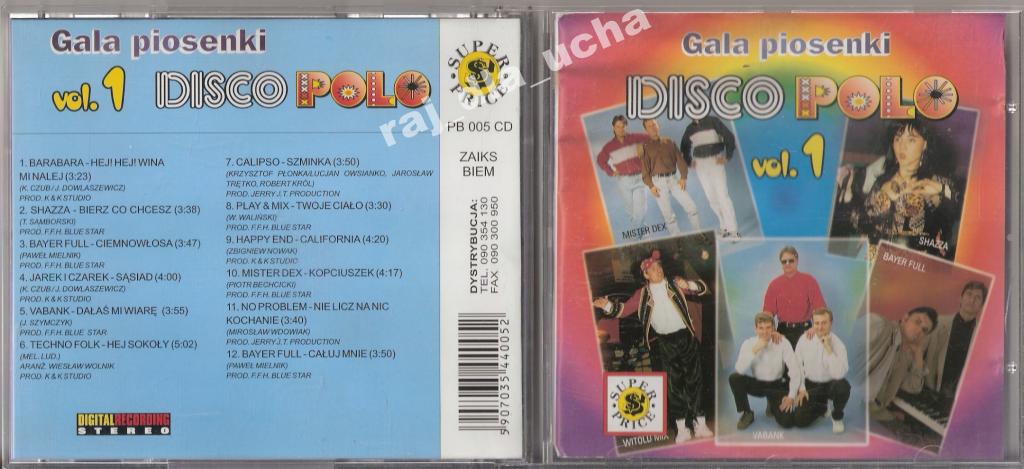 Gala piosenki
vol. 1 DISCO POLO
SUPER PRICE
PB 005 CD
ZAIKS
BIEM
DYSTRYBUCJA:
TEL. 090 354 130
FAX 090 300 950
5 907035 440052
1. BARABARA - HEJ! HEJ! WINA
MI NALEJ (3:23)
(K. CZUB / J. DOWLASZEWICZ)
PROD. K & K STUDIO
2. SHAZZA - BIERZ CO CHCESZ (3:38)
(T. SAMBORSKI)
PROD. F.F.H. BLUE STAR
3. BAYER FULL - CIEMNOWŁOSA (3:47)
(PAWEŁ MIELNIK)
PROD. F.F.H. BLUE STAR
4. JAREK I CZAREK - SĄSIAD (4:00)
(K. CZUB / J. DOWLASZEWICZ)
PROD. K & K STUDIO
5. VABANK - DAŁAŚ MI WIARĘ (3:55)
(J. SZYMCZYK)
PROD. F.F.H. BLUE STAR
6. TECHNO FOLK - HEJ SOKOŁY (5:02)
(MEL. LUD.)
ARANŻ. WIESŁAW WOLNIK
PROD. K & K STUDIO
7. CALIPSO - SZMINKA (3:50)
(KRZYSZTOF PŁONKA/LUCJAN OWSIANKO, JAROSŁAW
TRĘTKO, ROBERT KRÓL)
PROD. JERRY J.T. PRODUCTION
8. PLAY & MIX - TWOJE CIAŁO (3:30)
(W. WALIŃSKI)
PROD. F.F.H. BLUE STAR
9. HAPPY END - CALIFORNIA (4:20)
(ZBIGNIEW NOWAK)
PROD. K & K STUDIO
10. MISTER DEX - KOPCIUSZEK (4:17)
(PIOTR BECHCICKI)
PROD. K & K STUDIO
11. NO PROBLEM - NIE LICZ NA NIC
KOCHANIE (3:40)
(MIROSŁAW WDOWIAK)
PROD. JERRY J.T. PRODUCTION
12. BAYER FULL - CAŁUJ MNIE (3:50)
(PAWEŁ MIELNIK)
PROD. F.F.H. BLUE STAR
DIGITAL RECORDING
STEREO
Gala piosenki
DISCO POLO
vol. 1
MISTER DEX
SHAZZA
BAYER FULL
SUPER PRICE
WITOLD MIX
VABANK